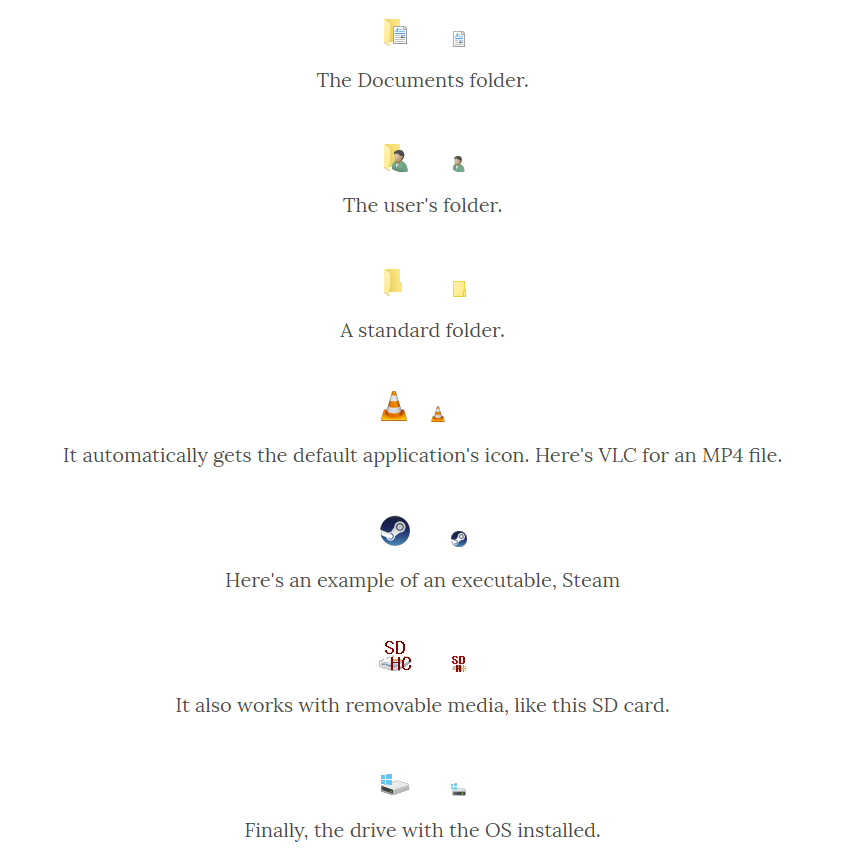 The Documents folder.
The user's folder.
A standard folder.
It automatically gets the default application's icon. Here's VLC for an MP4 file.
Here's an example of an executable, Steam
SD
HC
SD
It also works with removable media, like this SD card.
Finally, the drive with the OS installed.